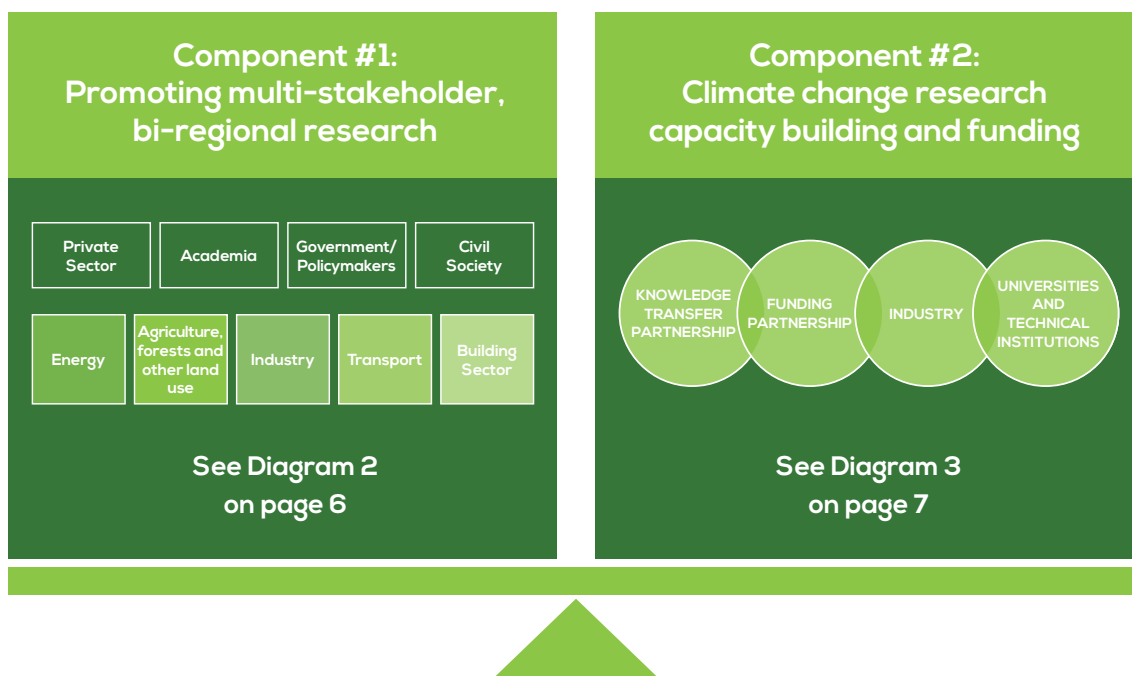 Component #1:
Promoting multi-stakeholder,
bi-regional research
Private
Sector
Academia
Government/
Policymakers
Civil
Society
Energy
Agriculture,
forests and
other land
use
Industry
Transport
Building
Sector
See Diagram 2
on page 6
Component #2:
Climate change research
capacity building and funding
KNOWLEDGE
TRANSFER
PARTNERSHIP
FUNDING
PARTNERSHIP
INDUSTRY
UNIVERSITIES
AND
TECHNICAL
INSTITUTIONS
See Diagram 3
on page 7